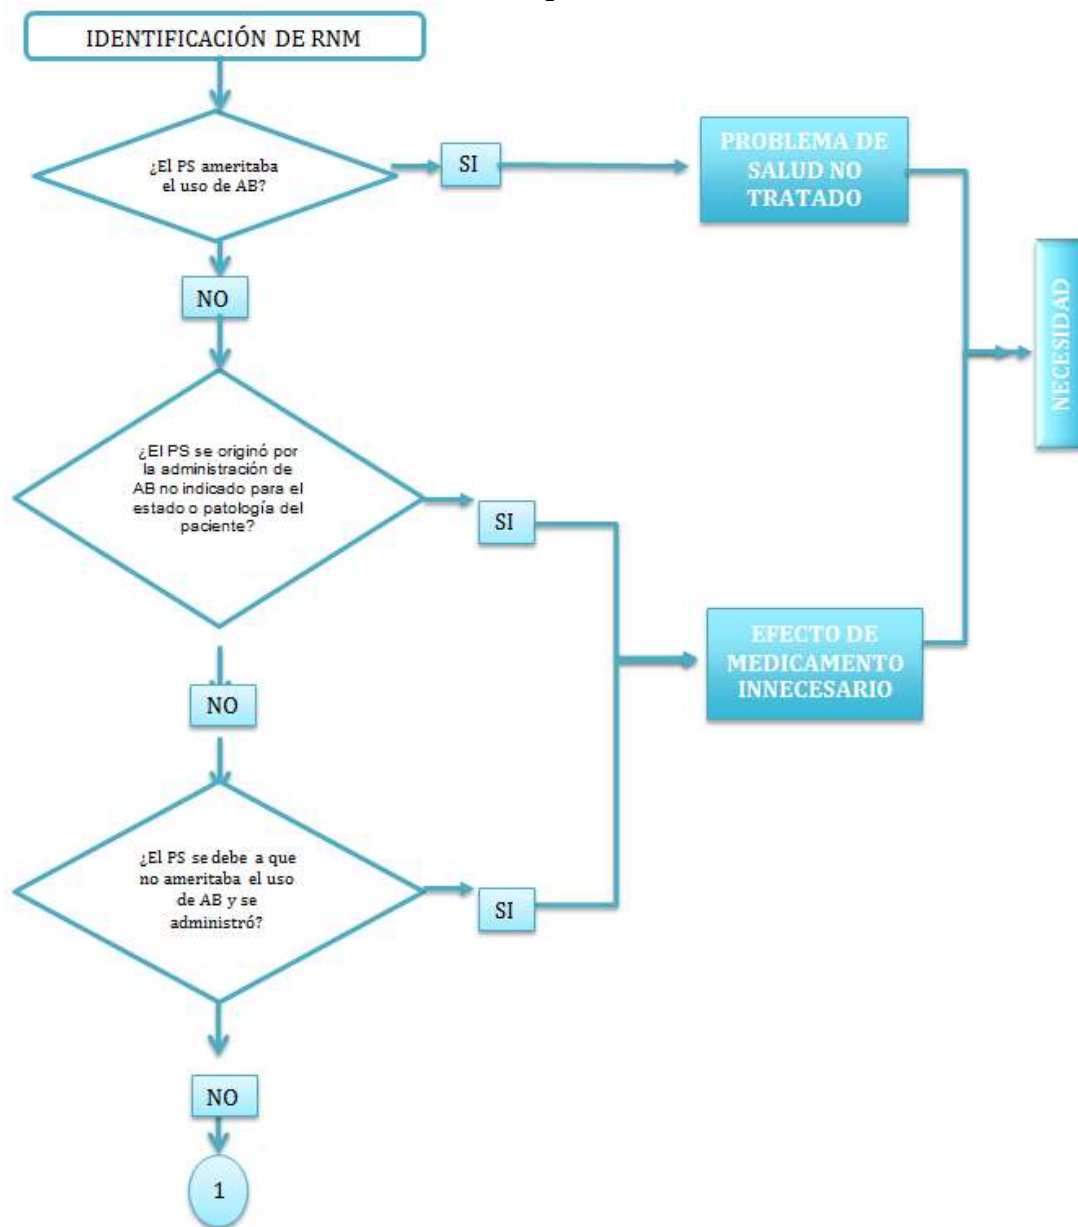 IDENTIFICACIÓN DE RNM
¿El PS ameritaba
el uso de AB?
SI
PROBLEMA DE
SALUD NO
TRATADO
NO
NECESIDAD
¿El PS se originó por
la administración de
AB no indicado para el
estado o patología del
paciente?
SI
EFECTO DE
MEDICAMENTO
INNECESARIO
NO
¿El PS se debe a que
no ameritaba el uso
de AB y se
administró?
SI
NO
1